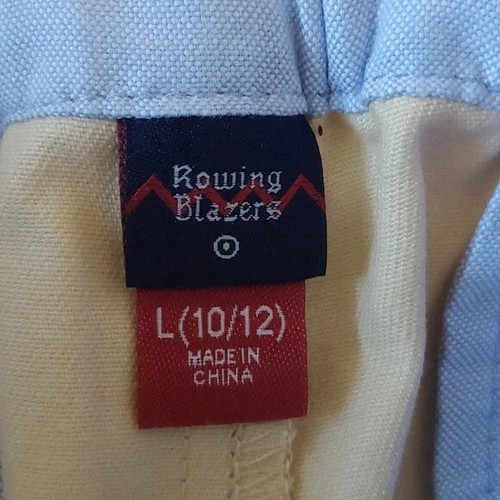 Rowing
Blazers
L(10/12)
MADE IN
CHINA